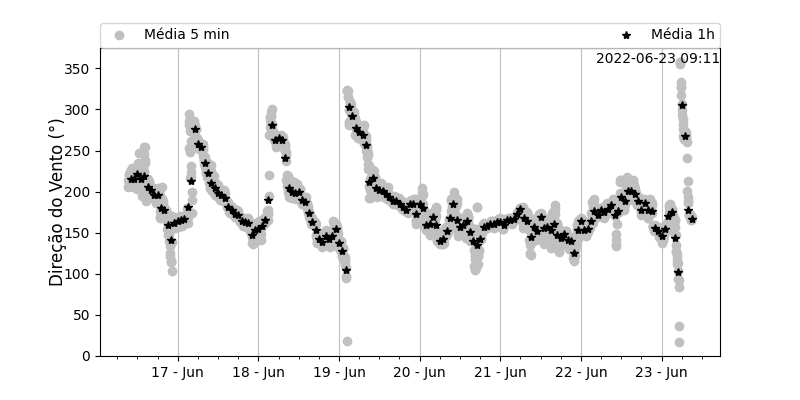 Média 5 min
Média 1h
2022-06-23 09:11
Direção do Vento (°)
350
300
250
200
150
100
50
0
17 - Jun
18 - Jun
19 - Jun
20 - Jun
21 - Jun
22 - Jun
23 - Jun